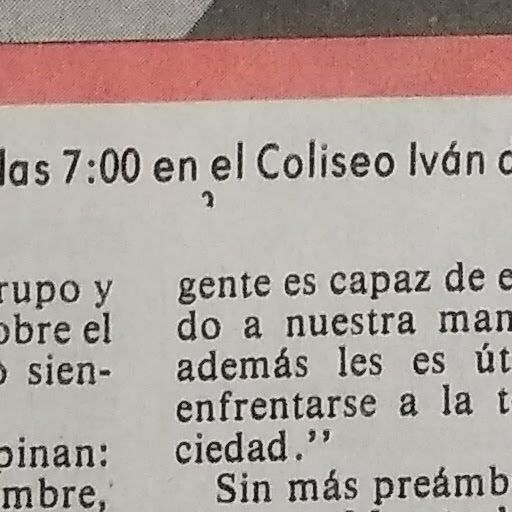 las 7:00 en el Coliseo Iván
rupo y
obre el
sien-
pinan:
mbre,
gente es capaz de
do a nuestra man
además les es út
enfrentarse a la
ciedad.”
Sin más preámb